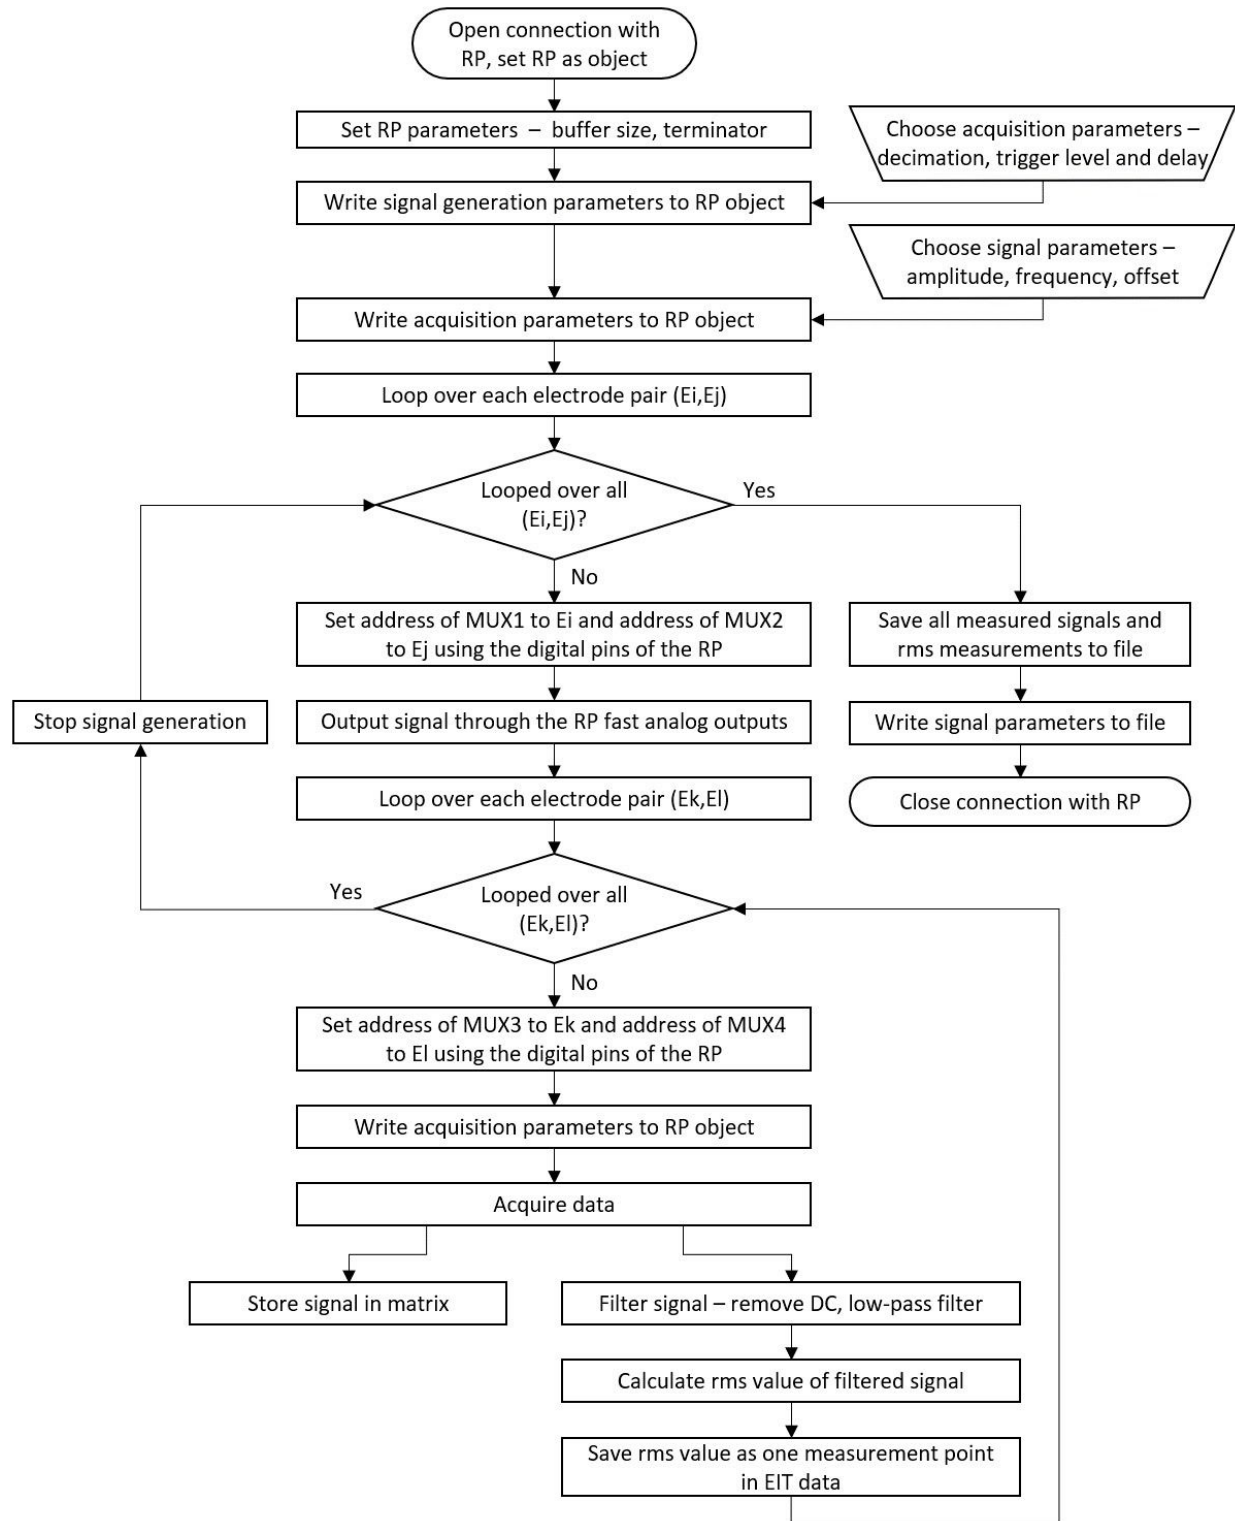 Open connection with
RP, set RP as object
Set RP parameters – buffer size, terminator
Choose acquisition parameters –
decimation, trigger level and delay
Write signal generation parameters to RP object
Choose signal parameters –
amplitude, frequency, offset
Write acquisition parameters to RP object
Loop over each electrode pair (Ei,Ej)
Looped over all
(Ei,Ej)?
Yes
No
Set address of MUX1 to Ei and address of MUX2
to Ej using the digital pins of the RP
Save all measured signals and
rms measurements to file
Stop signal generation
Output signal through the RP fast analog outputs
Write signal parameters to file
Loop over each electrode pair (Ek,El)
Close connection with RP
Yes
Looped over all
(Ek,El)?
No
Set address of MUX3 to Ek and address of MUX4
to El using the digital pins of the RP
Write acquisition parameters to RP object
Acquire data
Store signal in matrix
Filter signal – remove DC, low-pass filter
Calculate rms value of filtered signal
Save rms value as one measurement point
in EIT data